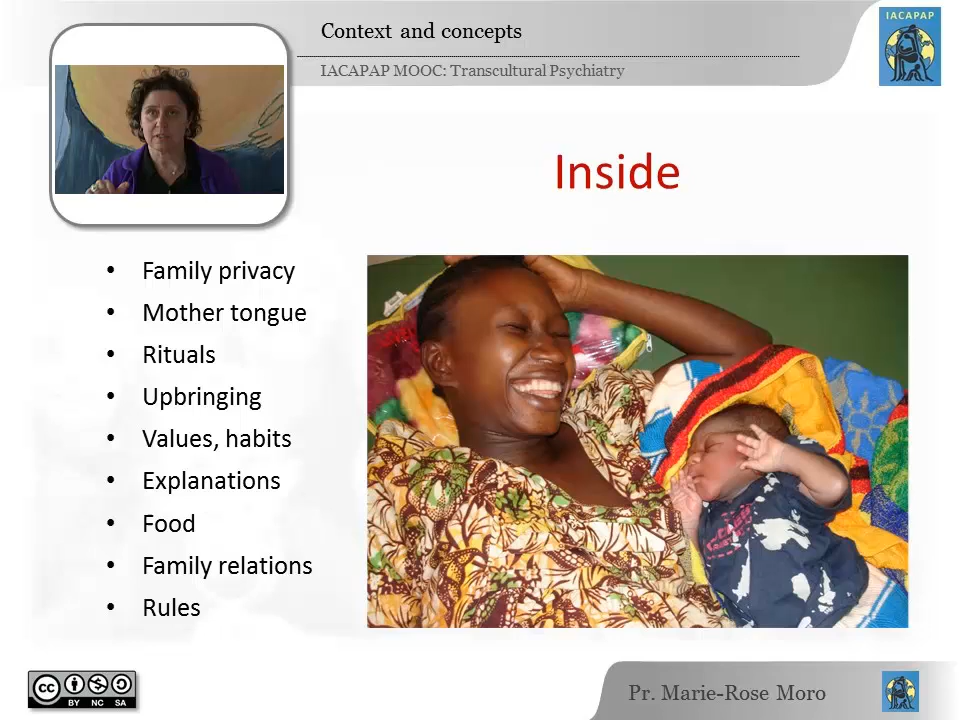 Context and concepts
IACAPAP MOOC: Transcultural Psychiatry
IACAPAP
Inside
• Family privacy
• Mother tongue
• Rituals
• Upbringing
• Values, habits
• Explanations
• Food
• Family relations
• Rules
cc
BY NC SA
Pr. Marie-Rose Moro